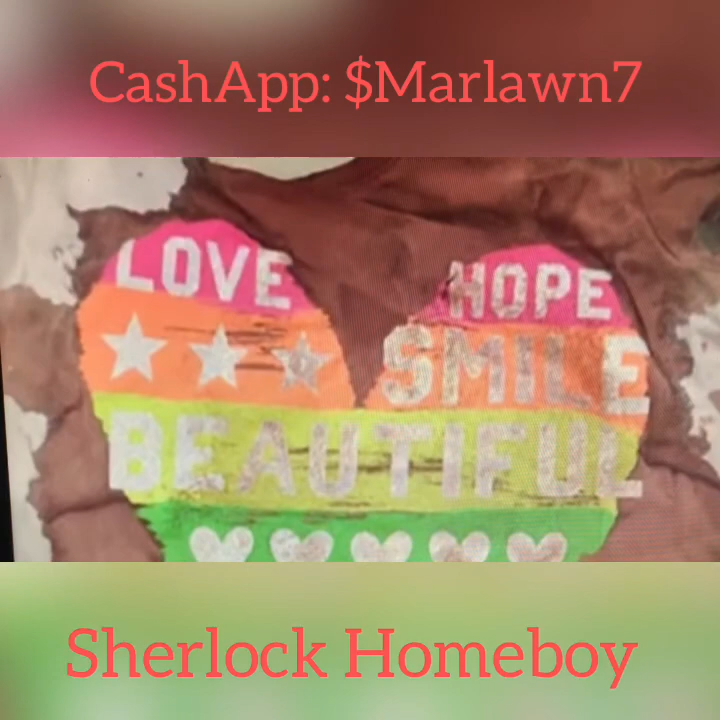 CashApp: $Marlawn7
LOVE
HOPE
SMILE
BEAUTIFUL
Sherlock Homeboy